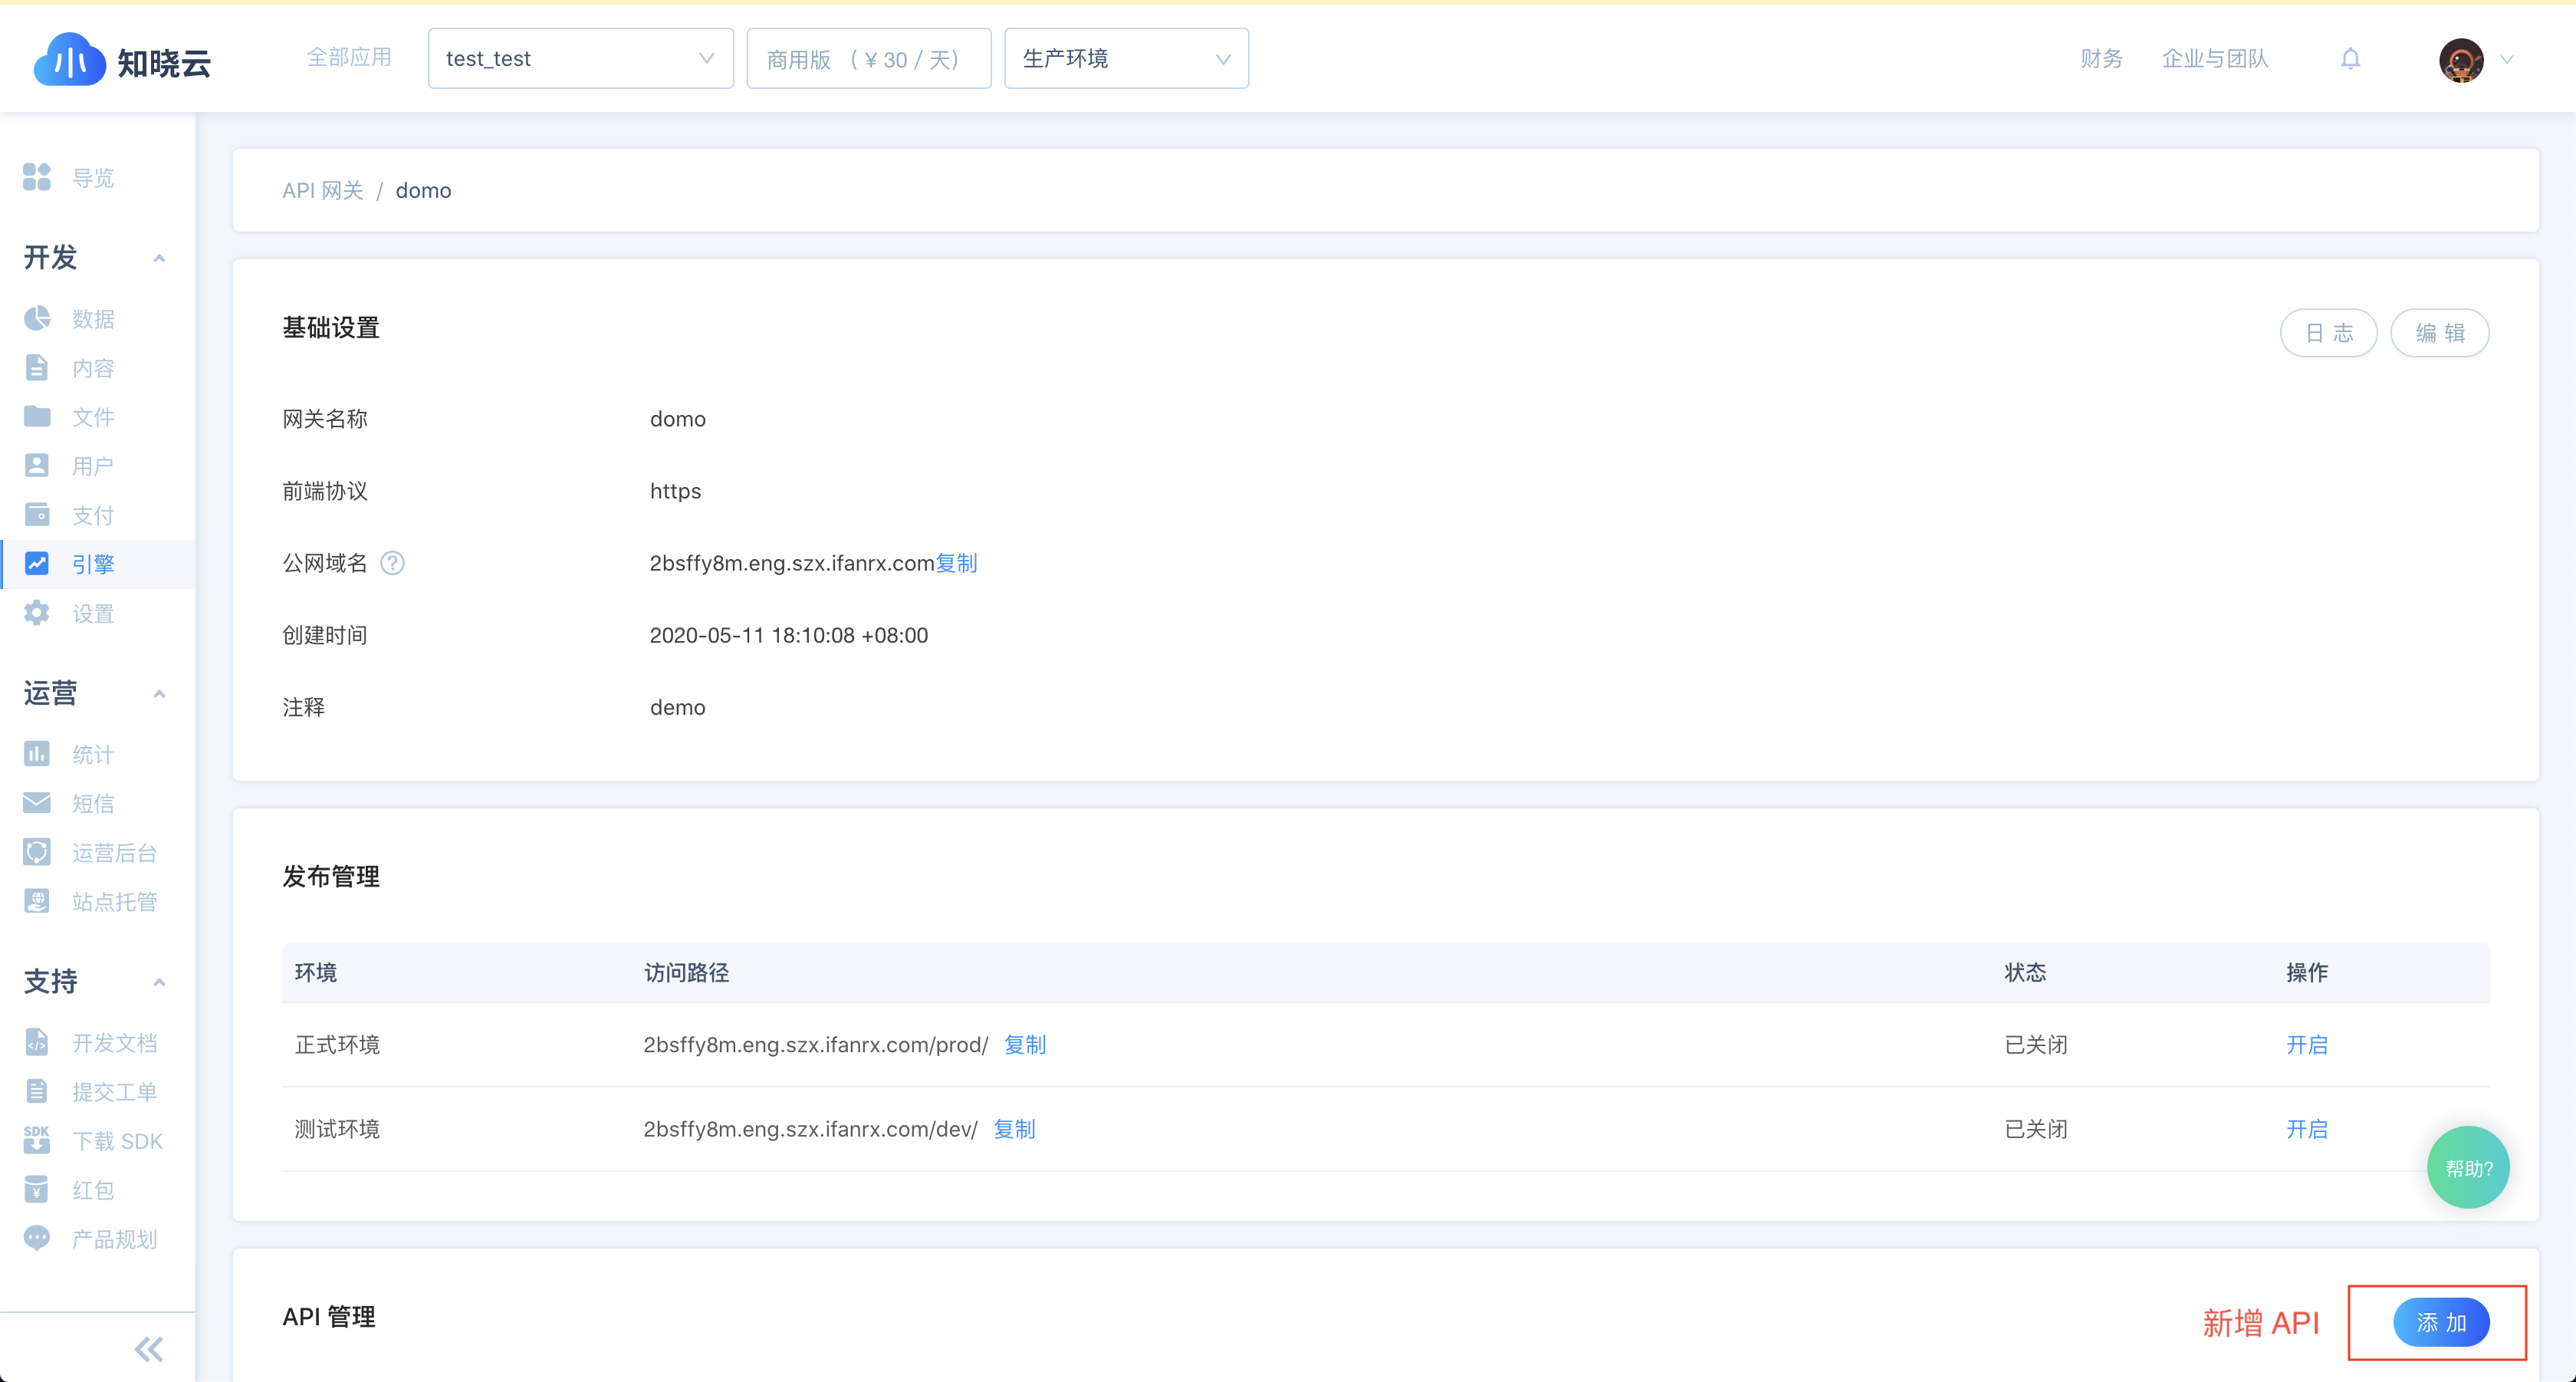 知晓云
全部应用
test_test
商用版 （¥ 30 / 天）
生产环境
财务
企业与团队
导览
开发
数据
内容
文件
用户
支付
引擎
设置
运营
统计
短信
运营后台
站点托管
支持
开发文档
提交工单
SDK
下载 SDK
红包
产品规划
API 网关 / domo
基础设置
日 志
编 辑
网关名称 domo
前端协议 https
公网域名 ? 2bsffy8m.eng.szx.ifanrx.com复制
创建时间 2020-05-11 18:10:08 +08:00
注释 demo
发布管理
环境 访问路径 状态 操作
正式环境 2bsffy8m.eng.szx.ifanrx.com/prod/ 复制 已关闭 开启
测试环境 2bsffy8m.eng.szx.ifanrx.com/dev/ 复制 已关闭 开启
帮助?
API 管理
新增 API
添 加